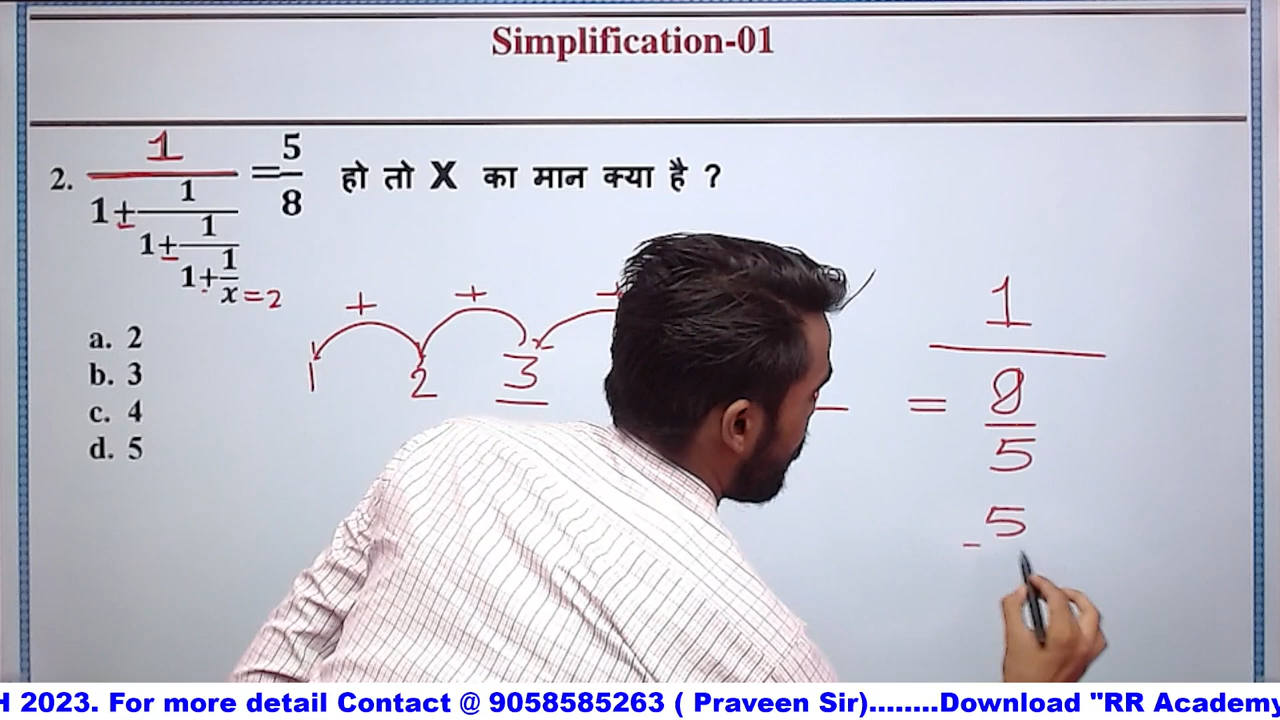 Simplification-01
2. 1/(1+1/(1+1/(1+1/x))) = 5/8 हो तो X का मान क्या है ?
=2
a. 2
b. 3
c. 4
d. 5
+ +
1 2 3
= 1/(8/5)
5
H 2023. For more detail Contact @ 9058585263 ( Praveen Sir)........Download "RR Academy